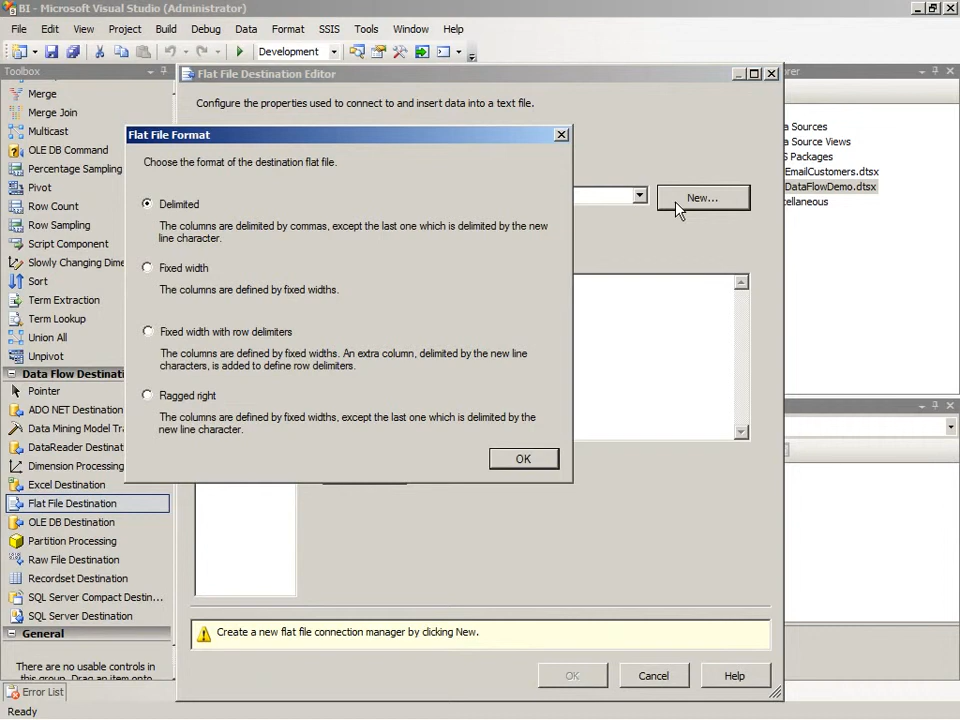 BI - Microsoft Visual Studio (Administrator)
File Edit View Project Build Debug Data Format SSIS Tools Window Help
Development
Toolbox
Merge
Merge Join
Multicast
OLE DB Command
Percentage Sampling
Pivot
Row Count
Row Sampling
Script Component
Slowly Changing Dime
Sort
Term Extraction
Term Lookup
Union All
Unpivot
Data Flow Destinati
Pointer
ADO NET Destination
Data Mining Model Tra
DataReader Destinat
Dimension Processing
Excel Destination
Flat File Destination
OLE DB Destination
Partition Processing
Raw File Destination
Recordset Destination
SQL Server Compact Destin...
SQL Server Destination
General
There are no usable controls in
this group. Drag an item onto
Error List
Ready
Flat File Destination Editor
Configure the properties used to connect to and insert data into a text file.
New...
Flat File Format
Choose the format of the destination flat file.
Delimited
The columns are delimited by commas, except the last one which is delimited by the new
line character.
Fixed width
The columns are defined by fixed widths.
Fixed width with row delimiters
The columns are defined by fixed widths. An extra column, delimited by the new line
characters, is added to define row delimiters.
Ragged right
The columns are defined by fixed widths, except the last one which is delimited by the
new line character.
OK
Create a new flat file connection manager by clicking New.
OK Cancel Help
rer
a Sources
a Source Views
S Packages
EmailCustomers.dtsx
DataFlowDemo.dtsx
cellaneous